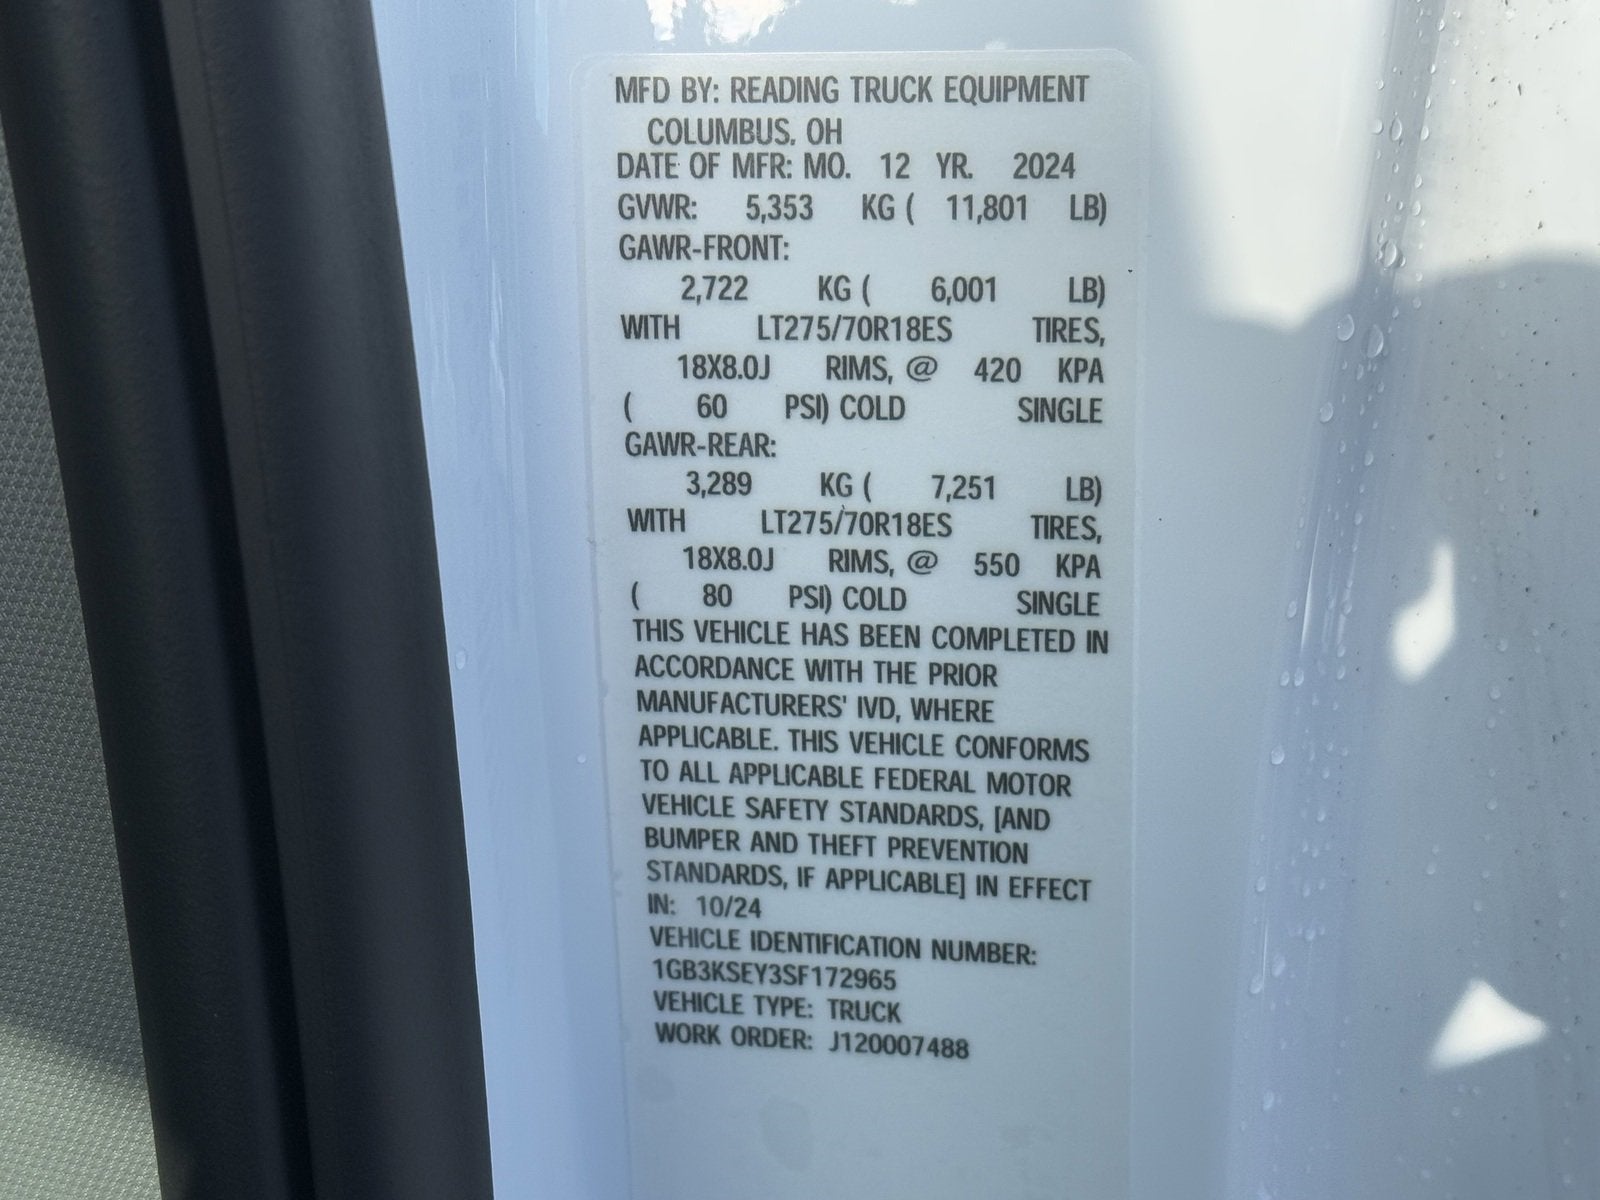 MFD BY: READING TRUCK EQUIPMENT
COLUMBUS, OH
DATE OF MFR: MO. 12 YR. 2024
GVWR: 5,353 KG ( 11,801 LB)
GAWR-FRONT:
2,722 KG ( 6,001 LB)
WITH LT275/70R18ES TIRES,
18X8.0J RIMS, @ 420 KPA
( 60 PSI) COLD SINGLE
GAWR-REAR:
3,289 KG ( 7,251 LB)
WITH LT275/70R18ES TIRES,
18X8.0J RIMS, @ 550 KPA
( 80 PSI) COLD SINGLE
THIS VEHICLE HAS BEEN COMPLETED IN
ACCORDANCE WITH THE PRIOR
MANUFACTURERS' IVD, WHERE
APPLICABLE. THIS VEHICLE CONFORMS
TO ALL APPLICABLE FEDERAL MOTOR
VEHICLE SAFETY STANDARDS, [AND
BUMPER AND THEFT PREVENTION
STANDARDS, IF APPLICABLE] IN EFFECT
IN: 10/24
VEHICLE IDENTIFICATION NUMBER:
1GB3KSEY3SF172965
VEHICLE TYPE: TRUCK
WORK ORDER: J120007488